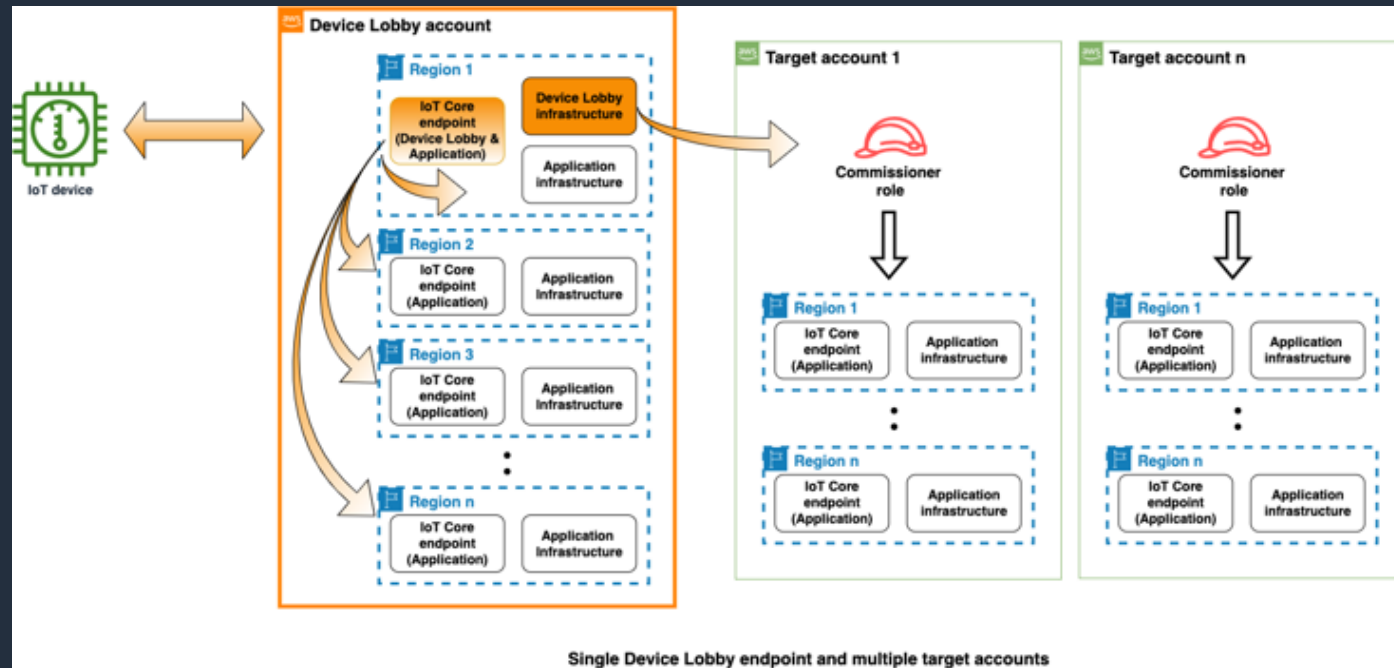 aws
Device Lobby account
Region 1
IoT Core
endpoint
(Device Lobby &
Application)
Device Lobby
infrastructure
Application
infrastructure
Region 2
IoT Core
endpoint
(Application)
Application
Infrastructure
Region 3
IoT Core
endpoint
(Application)
Application
Infrastructure
Region n
IoT Core
endpoint
(Application)
Application
Infrastructure
IoT device
aws
Target account 1
Commissioner
role
Region 1
IoT Core
endpoint
(Application)
Application
infrastructure
Region n
IoT Core
endpoint
(Application)
Application
infrastructure
aws
Target account n
Commissioner
role
Region 1
IoT Core
endpoint
(Application)
Application
infrastructure
Region n
IoT Core
endpoint
(Application)
Application
infrastructure
Single Device Lobby endpoint and multiple target accounts